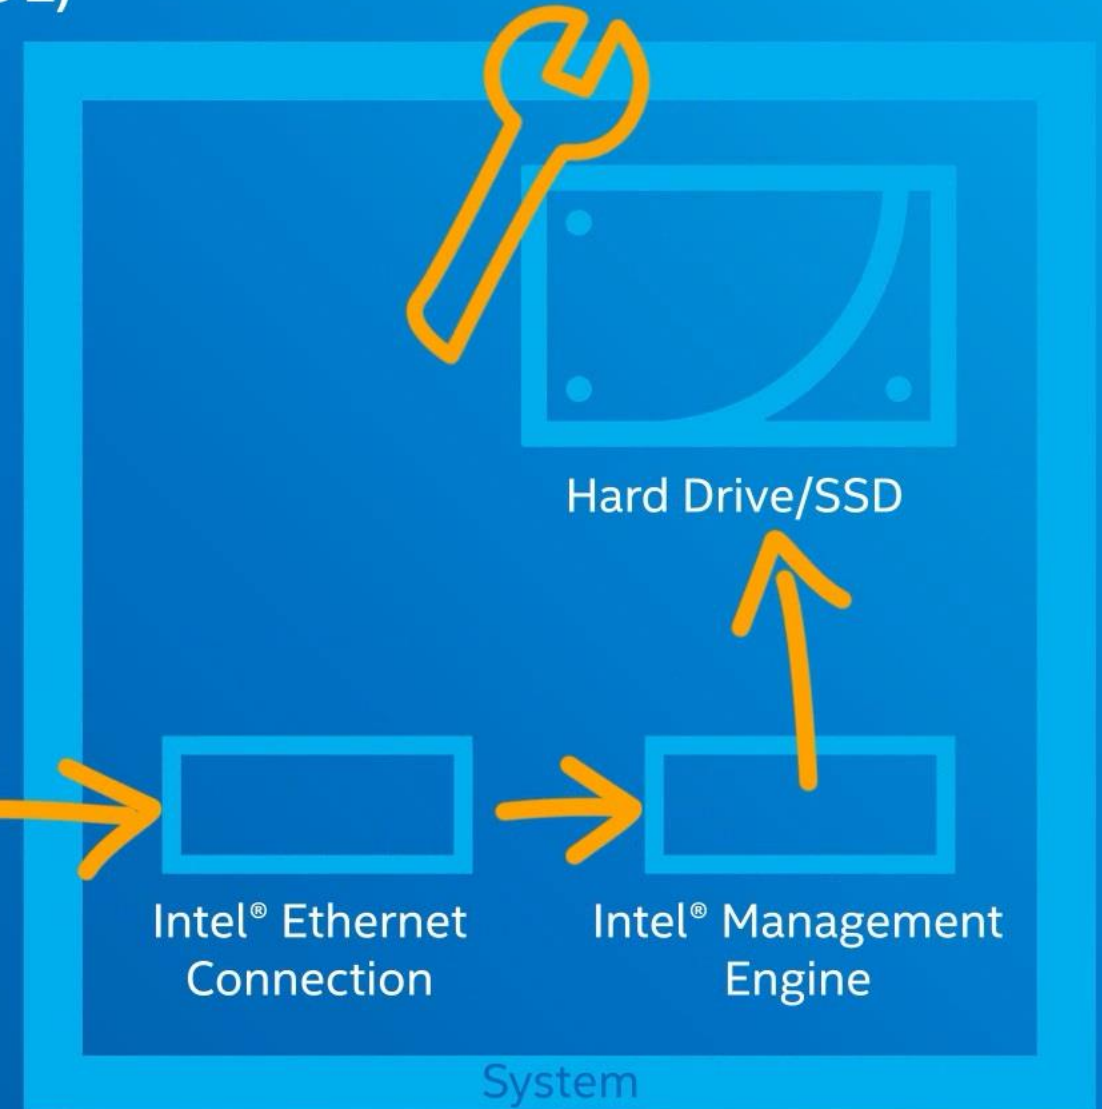 Hard Drive/SSD
Intel® Ethernet
Connection
Intel® Management
Engine
System